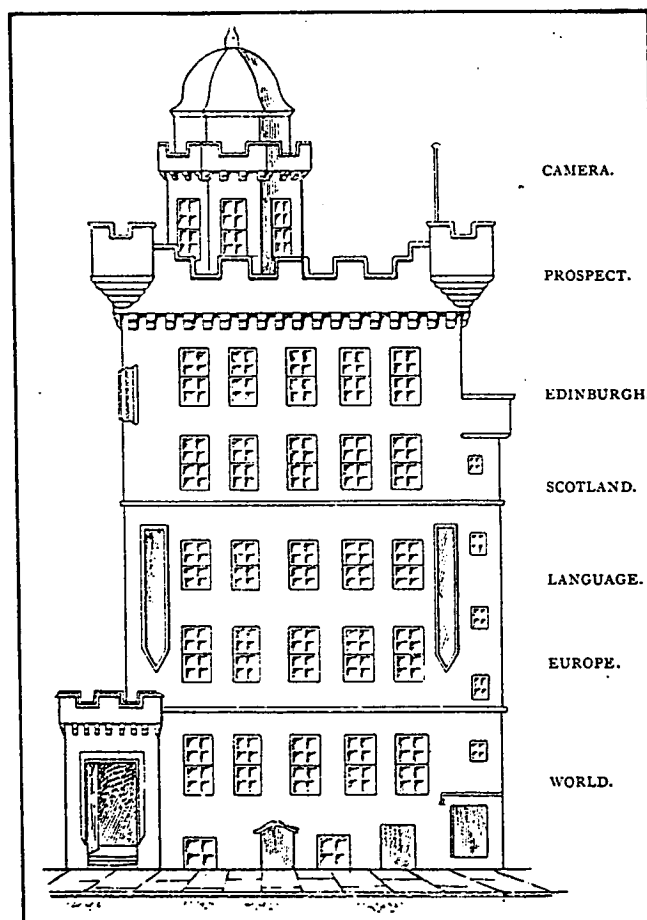 CAMERA.
PROSPECT.
EDINBURGH
SCOTLAND.
LANGUAGE.
EUROPE.
WORLD.